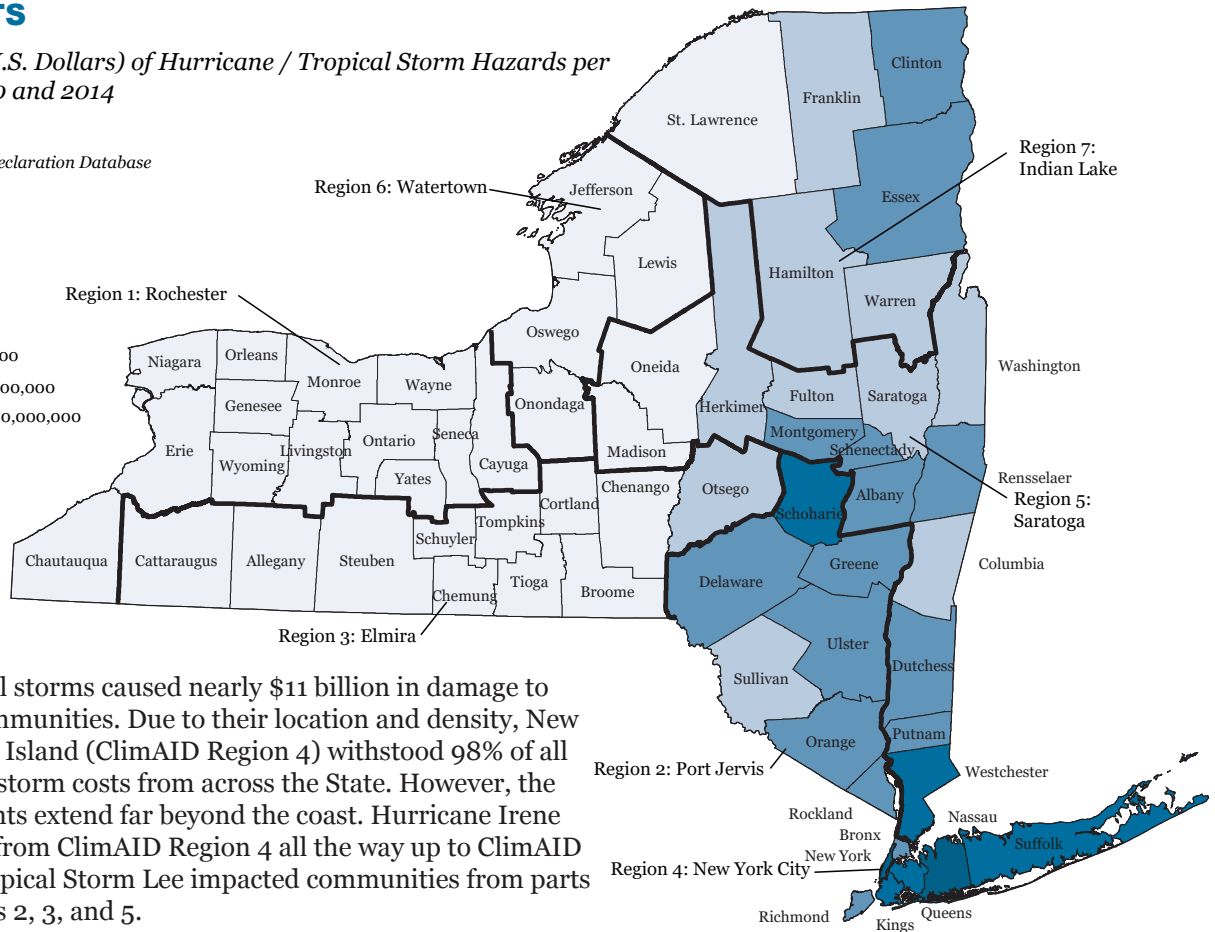 rs
.S. Dollars) of Hurricane / Tropical Storm Hazards per
and 2014
eclaration Database
Clinton
Franklin
St. Lawrence
Region 7:
Indian Lake
Region 6: Watertown
Jefferson
Essex
Lewis
Hamilton
Region 1: Rochester
Warren
Oswego
Niagara
Orleans
Oneida
Washington
Monroe
Wayne
00
00,000
0,000,000
Genesee
Onondaga
Herkimer
Fulton
Saratoga
Erie
Ontario
Seneca
Montgomery
Livingston
Madison
Schenectady
Wyoming
Yates
Cayuga
Rensselaer
Region 5:
Saratoga
Cortland
Chenango
Otsego
Albany
Tompkins
Schoharie
Schuyler
Chautauqua
Cattaraugus
Allegany
Steuben
Greene
Columbia
Chemung
Tioga
Broome
Delaware
Region 3: Elmira
Ulster
Dutchess
Sullivan
l storms caused nearly $11 billion in damage to
mmunities. Due to their location and density, New
Island (ClimAID Region 4) withstood 98% of all
storm costs from across the State. However, the
nts extend far beyond the coast. Hurricane Irene
from ClimAID Region 4 all the way up to ClimAID
opical Storm Lee impacted communities from parts
s 2, 3, and 5.
Putnam
Orange
Region 2: Port Jervis
Westchester
Rockland
Nassau
Bronx
Suffolk
New York
Region 4: New York City
Richmond
Kings
Queens